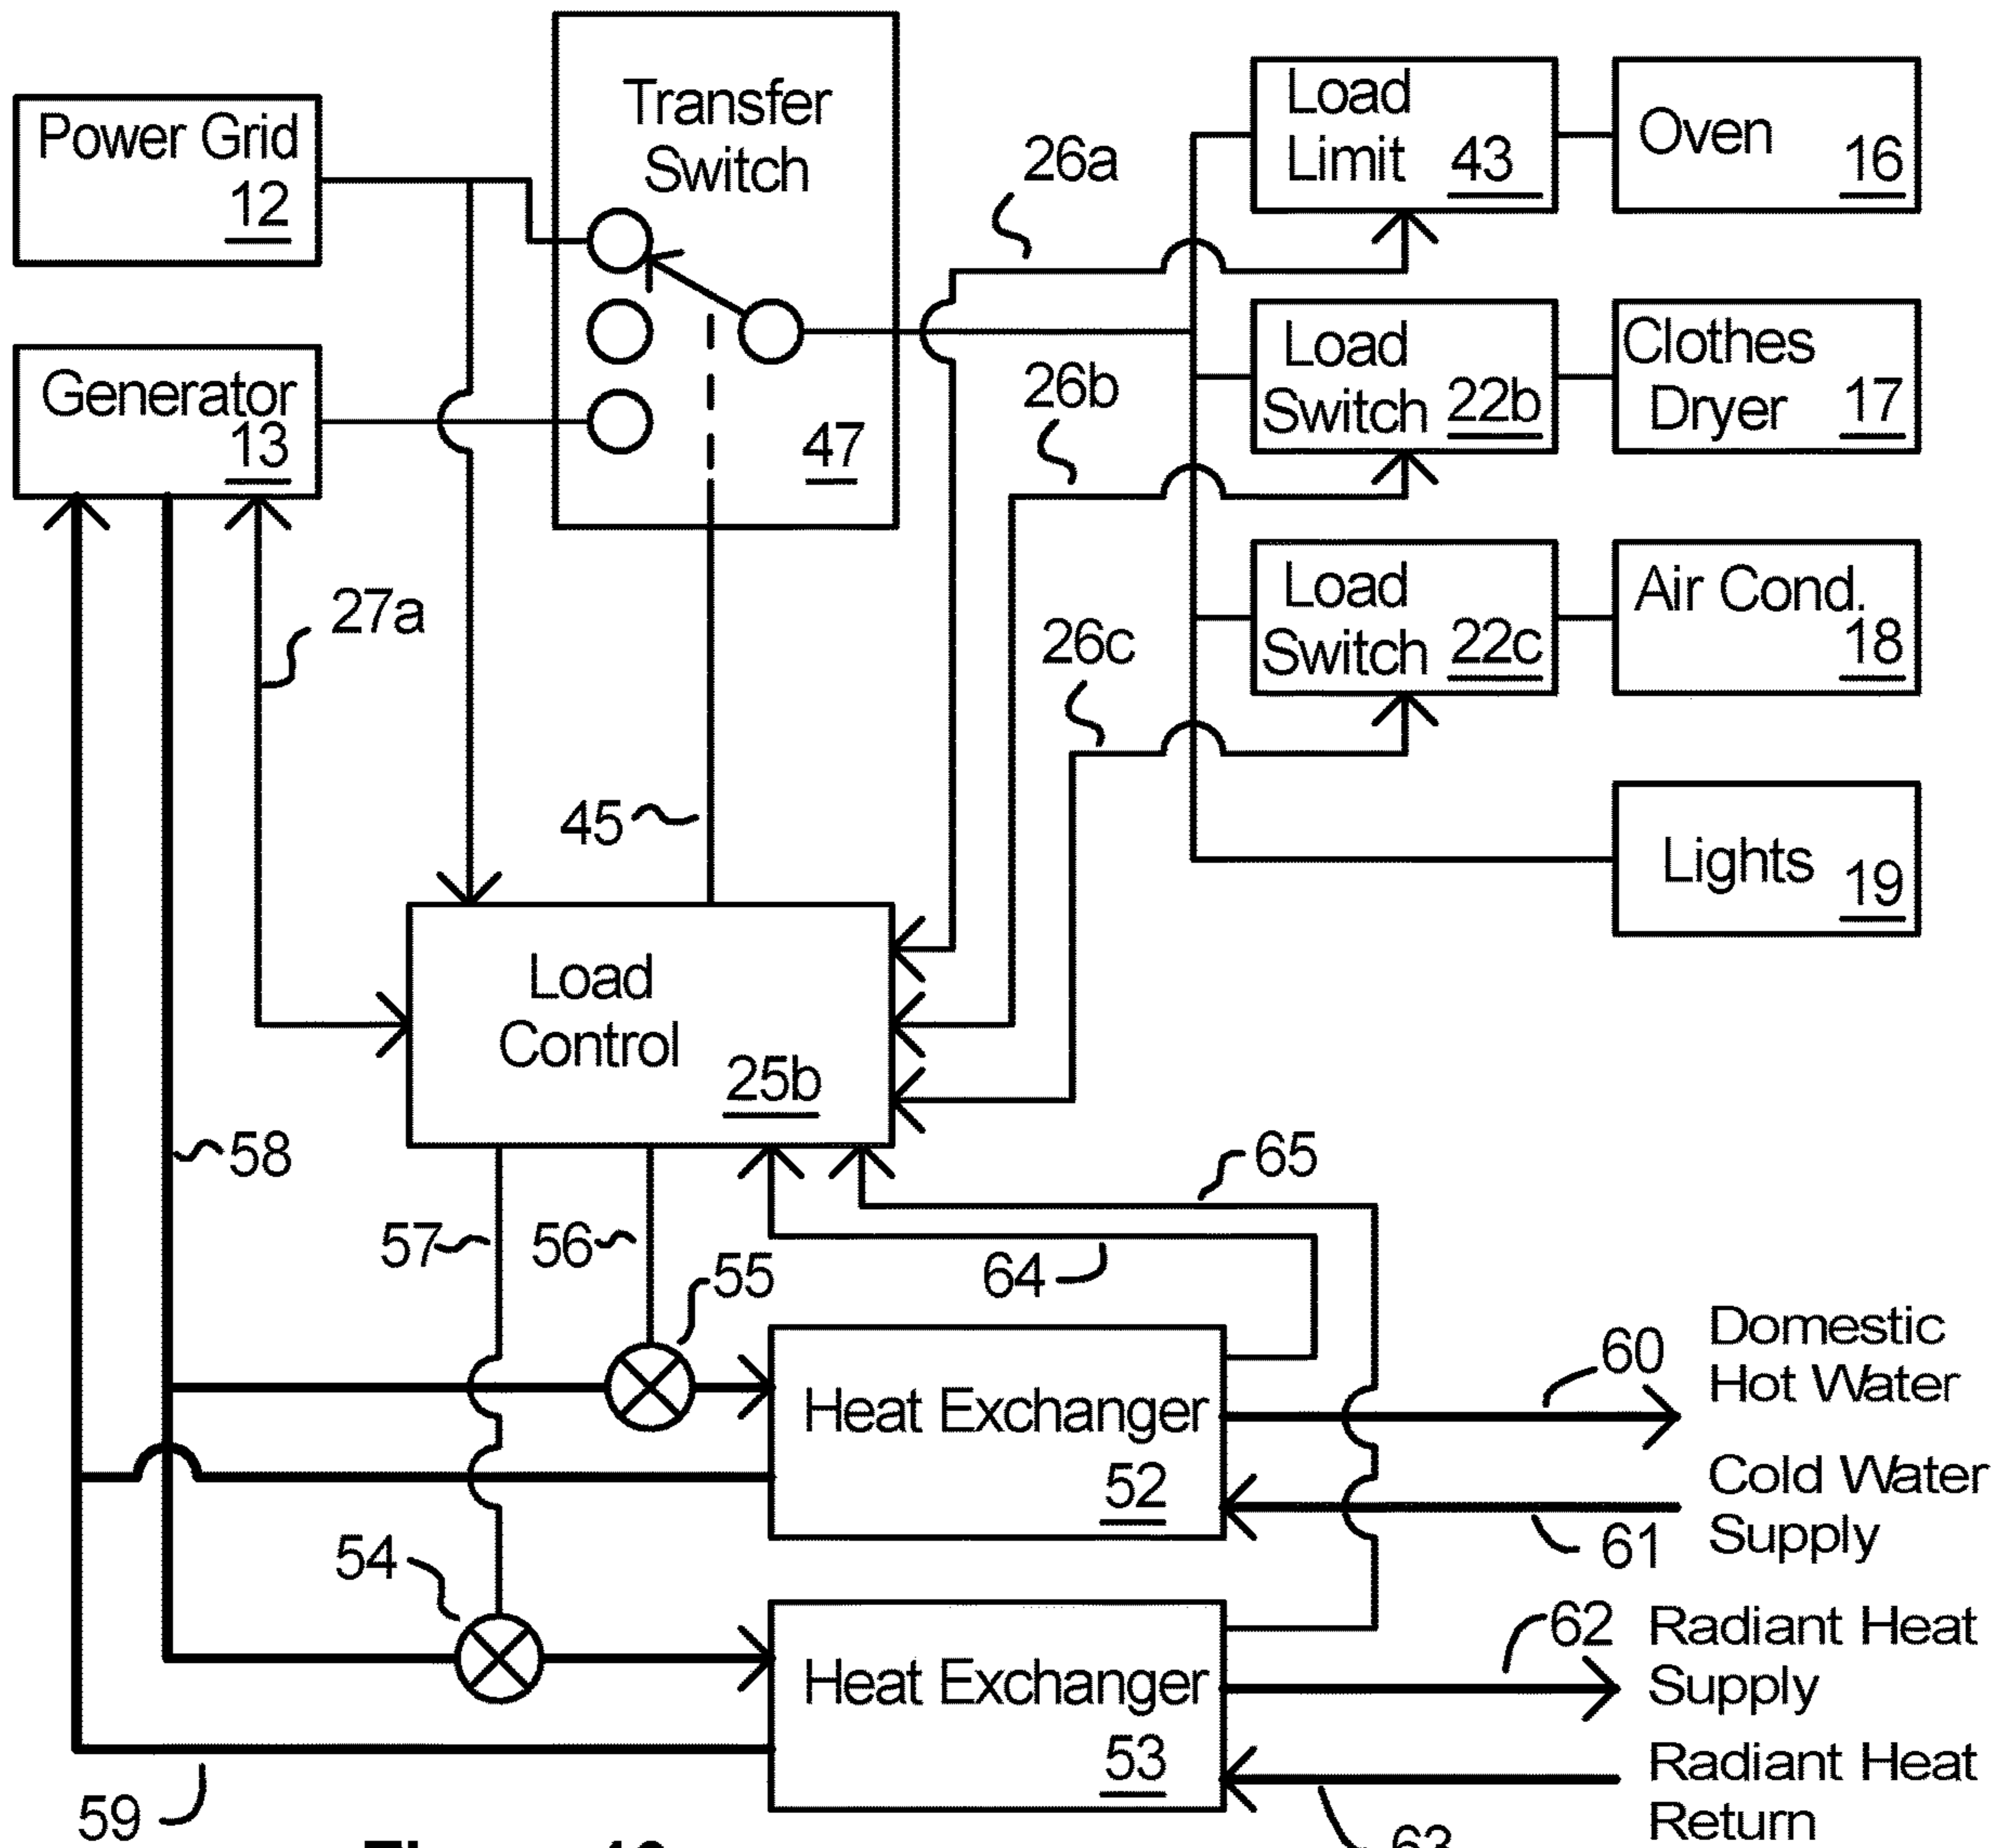 Power Grid
12
Transfer
Switch
47
Generator
13
Load
Limit 43
Oven
16
26a
Load
Switch 22b
Clothes
Dryer 17
26b
Load
Switch 22c
Air Cond.
18
26c
27a
45
Lights 19
Load
Control
25b
58
57
56
55
65
64
Heat Exchanger
52
60
Domestic
Hot Water
61
Cold Water
Supply
54
Heat Exchanger
53
62
Radiant Heat
Supply
Radiant Heat
Return
59
63